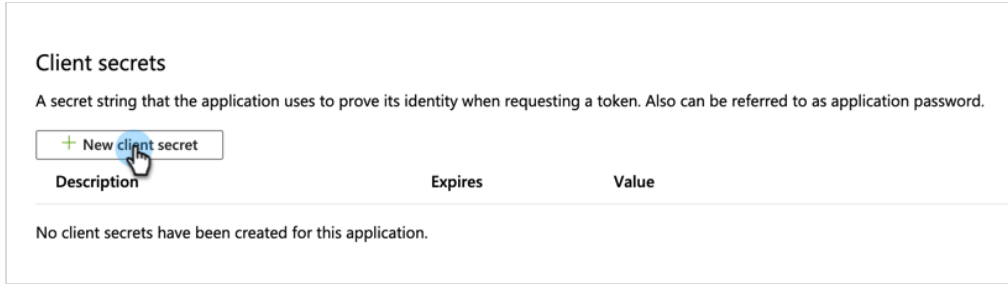 Client secrets
A secret string that the application uses to prove its identity when requesting a token. Also can be referred to as application password.
+ New client secret
Description Expires Value
No client secrets have been created for this application.